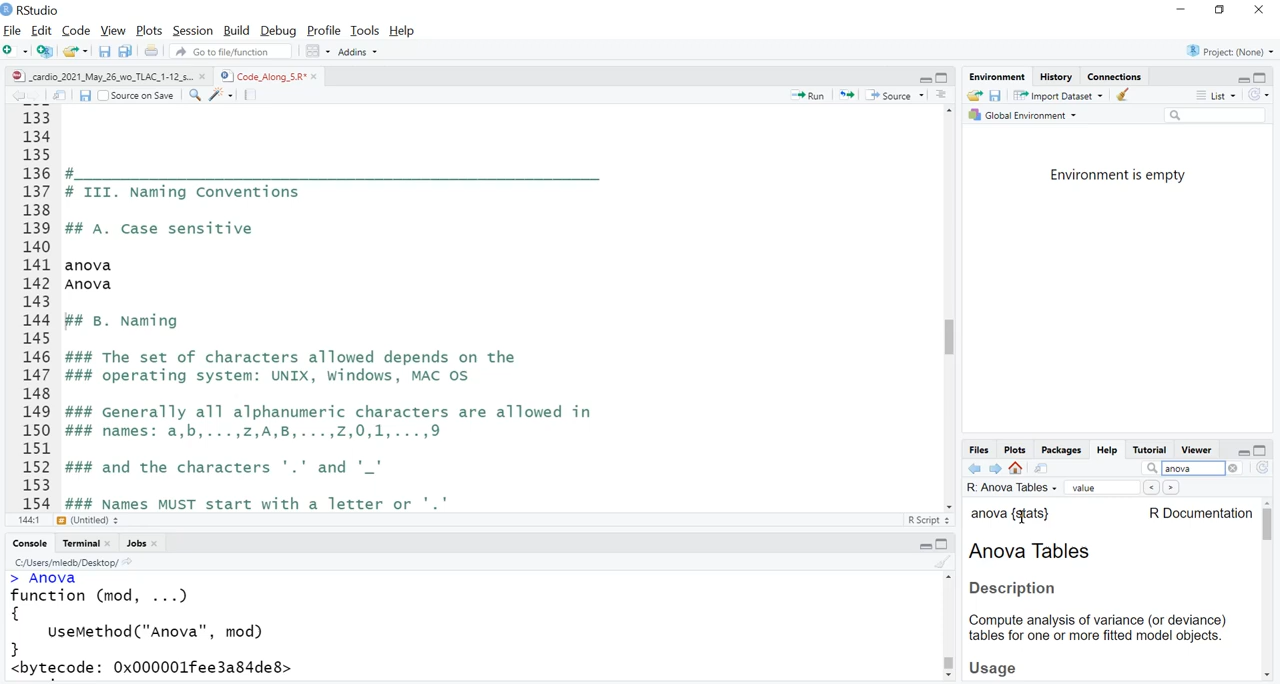 RStudio
File Edit Code View Plots Session Build Debug Profile Tools Help
Go to file/function Addins Project: (None)
_cardio_2021_May_26_wo_TLAC_1-12_s... Code_Along_5.R*
Source on Save Run Source
133
134
135
136 #________________________________________________________
137 # III. Naming Conventions
138
139 ## A. Case sensitive
140
141 anova
142 Anova
143
144 ## B. Naming
145
146 ### The set of characters allowed depends on the
147 ### operating system: UNIX, Windows, MAC OS
148
149 ### Generally all alphanumeric characters are allowed in
150 ### names: a,b,...,z,A,B,...,Z,0,1,...,9
151
152 ### and the characters '.' and '_'
153
154 ### Names MUST start with a letter or '.'
144:1 (Untitled) R Script
Console Terminal Jobs
C:/Users/mledb/Desktop/
> Anova
function (mod, ...)
{
UseMethod("Anova", mod)
}
<bytecode: 0x000001fee3a84de8>
Environment History Connections
Import Dataset List
Global Environment
Environment is empty
Files Plots Packages Help Tutorial Viewer
anova
R: Anova Tables value
anova {stats} R Documentation
Anova Tables
Description
Compute analysis of variance (or deviance)
tables for one or more fitted model objects.
Usage